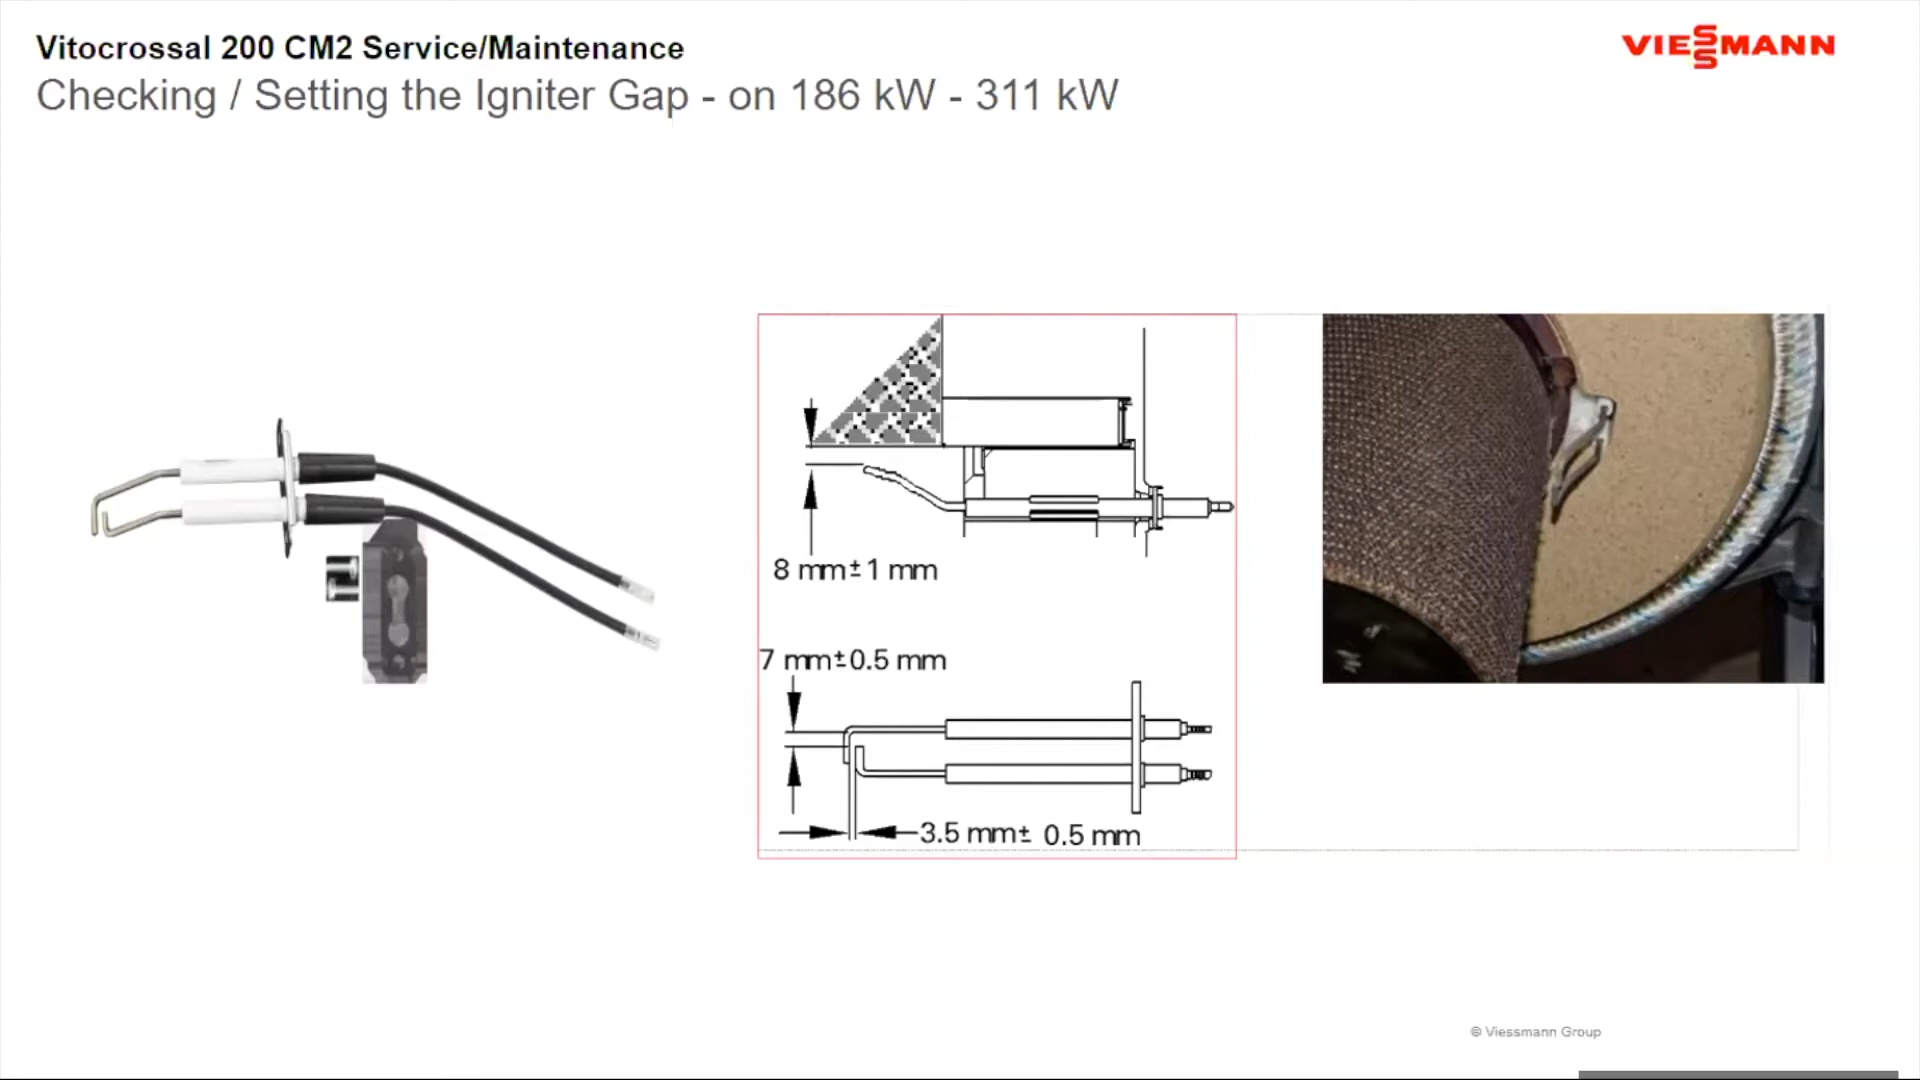 Vitocrossal 200 CM2 Service/Maintenance
VIESSMANN
Checking / Setting the Igniter Gap - on 186 kW - 311 kW
8 mm±1 mm
7 mm±0.5 mm
3.5 mm± 0.5 mm
© Viessmann Group